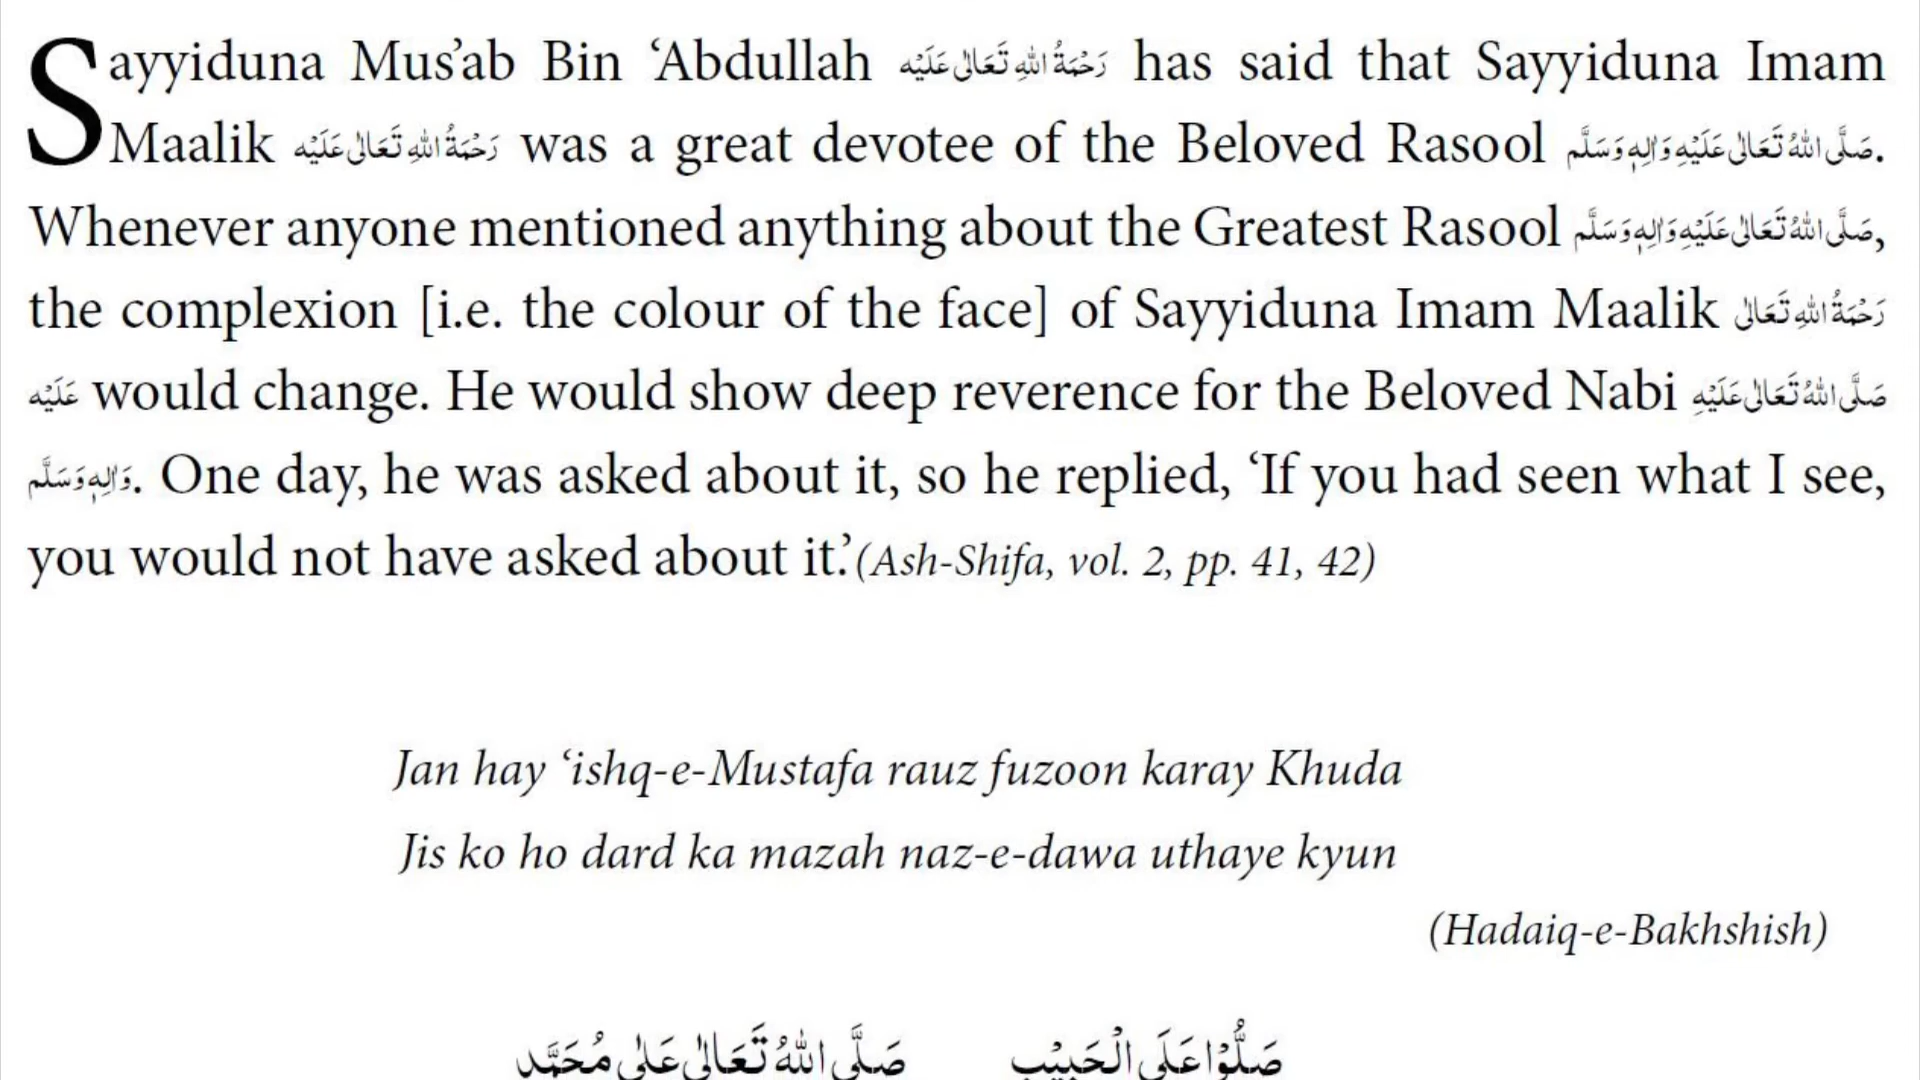 Sayyiduna Mus’ab Bin ‘Abdullah رَحْمَةُ اللهِ تَعَالٰى عَلَيْه has said that Sayyiduna Imam
Maalik رَحْمَةُ اللهِ تَعَالٰى عَلَيْه was a great devotee of the Beloved Rasool صَلَّى اللهُ تَعَالٰى عَلَيْهِ وَاٰلِهٖ وَسَلَّم.
Whenever anyone mentioned anything about the Greatest Rasool صَلَّى اللهُ تَعَالٰى عَلَيْهِ وَاٰلِهٖ وَسَلَّم,
the complexion [i.e. the colour of the face] of Sayyiduna Imam Maalik رَحْمَةُ اللهِ تَعَالٰى
عَلَيْه would change. He would show deep reverence for the Beloved Nabi صَلَّى اللهُ تَعَالٰى عَلَيْهِ
وَاٰلِهٖ وَسَلَّم. One day, he was asked about it, so he replied, ‘If you had seen what I see,
you would not have asked about it.’(Ash-Shifa, vol. 2, pp. 41, 42)
Jan hay ‘ishq-e-Mustafa rauz fuzoon karay Khuda
Jis ko ho dard ka mazah naz-e-dawa uthaye kyun
(Hadaiq-e-Bakhshish)
صَلُّوْا عَلَى الْحَبِيْب صَلَّى اللهُ تَعَالٰى عَلٰى مُحَمَّد